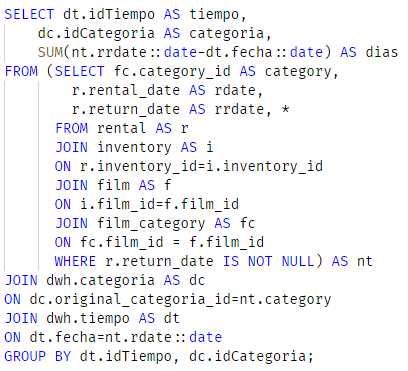 SELECT dt.idTiempo AS tiempo,
dc.idCategoria AS categoria,
SUM(nt.rrdate::date-dt.fecha::date) AS dias
FROM (SELECT fc.category_id AS category,
r.rental_date AS rdate,
r.return_date AS rrdate, *
FROM rental AS r
JOIN inventory AS i
ON r.inventory_id=i.inventory_id
JOIN film AS f
ON i.film_id=f.film_id
JOIN film_category AS fc
ON fc.film_id = f.film_id
WHERE r.return_date IS NOT NULL) AS nt
JOIN dwh.categoria AS dc
ON dc.original_categoria_id=nt.category
JOIN dwh.tiempo AS dt
ON dt.fecha=nt.rdate::date
GROUP BY dt.idTiempo, dc.idCategoria;